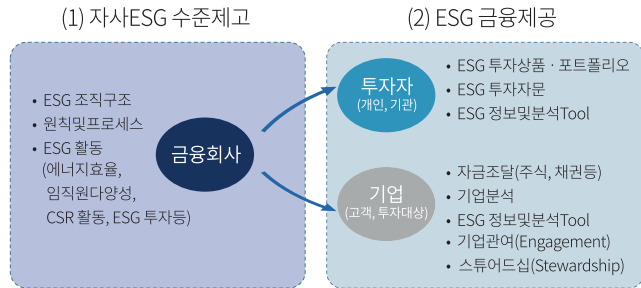 (1) 자사ESG 수준제고
• ESG 조직구조
• 원칙및프로세스
• ESG 활동
(에너지효율,
임직원다양성,
CSR 활동, ESG 투자등)
금융회사
(2) ESG 금융제공
투자자
(개인, 기관)
• ESG 투자상품 · 포트폴리오
• ESG 투자자문
• ESG 정보및분석Tool
기업
(고객, 투자대상)
• 자금조달(주식, 채권등)
• 기업분석
• ESG 정보및분석Tool
• 기업관여(Engagement)
• 스튜어드십(Stewardship)